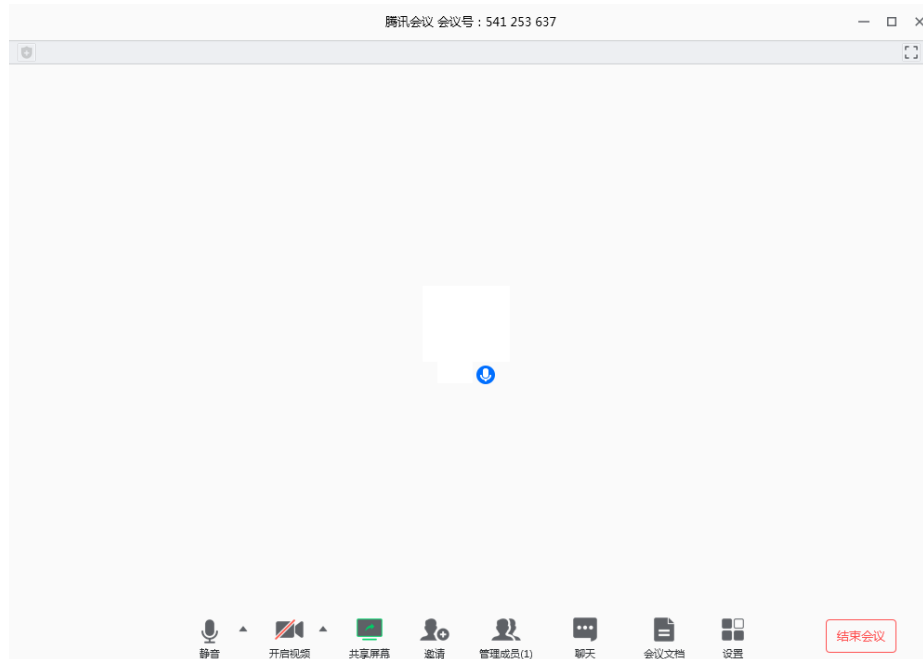 腾讯会议 会议号：541 253 637
静音
开启视频
共享屏幕
邀请
管理成员(1)
聊天
会议文档
设置
结束会议